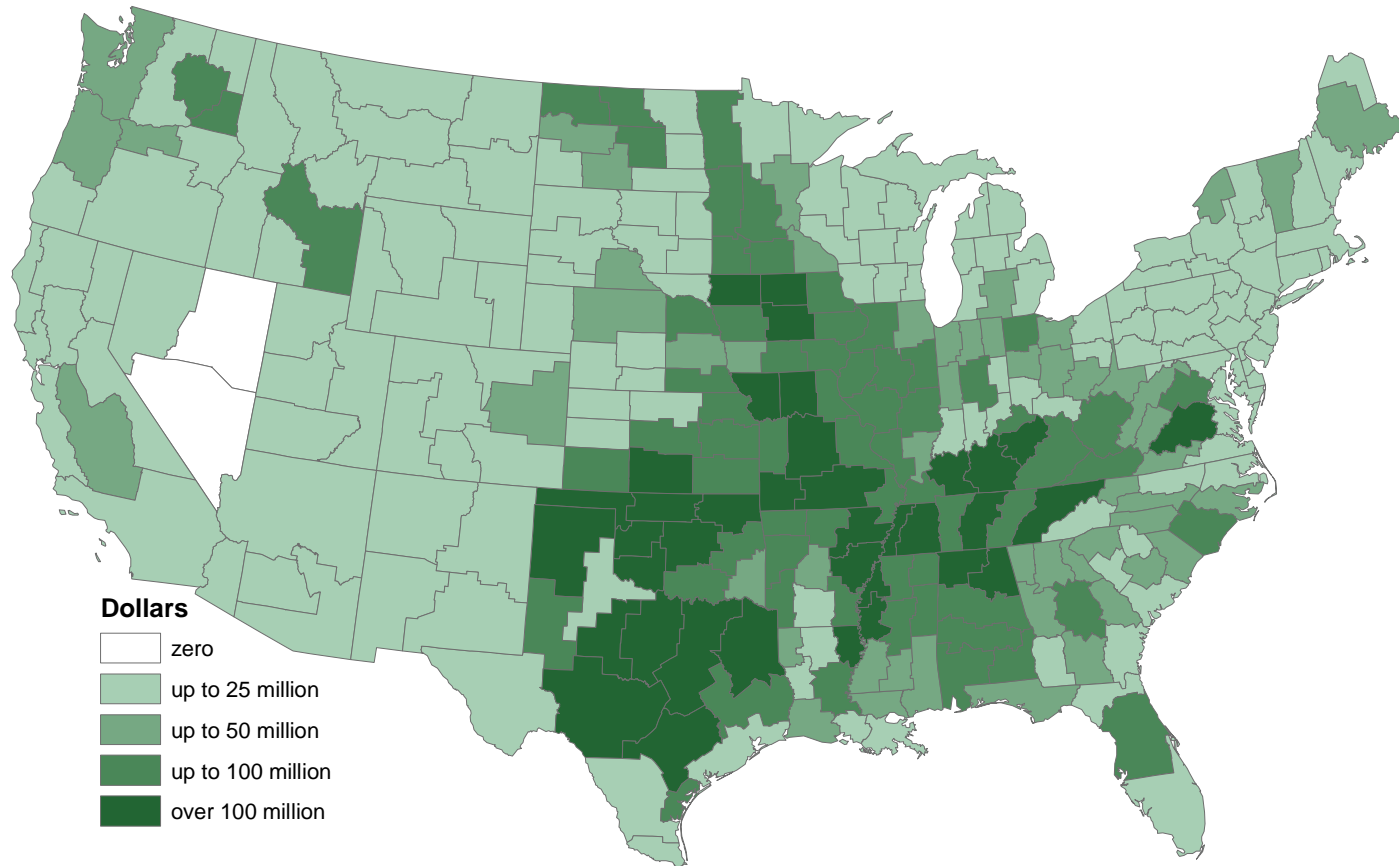 Dollars
zero
up to 25 million
up to 50 million
up to 100 million
over 100 million